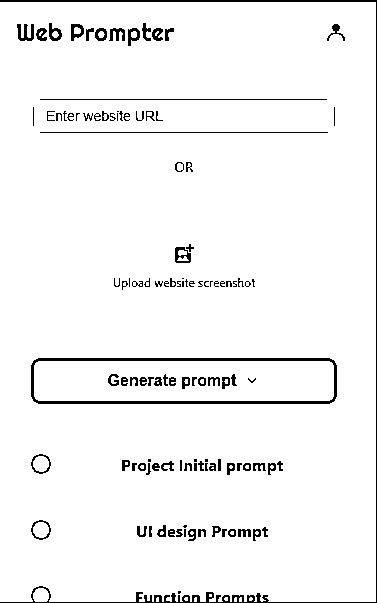 Web Prompter
Enter website URL
OR
Upload website screenshot
Generate prompt
Project Initial prompt
UI design Prompt
Function Prompts